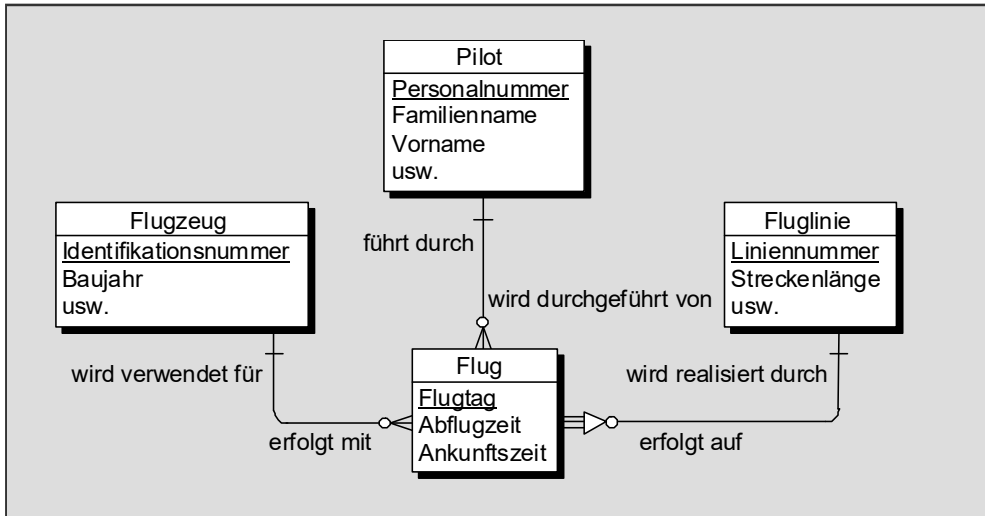 Pilot
Personalnummer
Familienname
Vorname
usw.
Flugzeug
Identifikationsnummer
Baujahr
usw.
Fluglinie
Liniennummer
Streckenlänge
usw.
führt durch
wird durchgeführt von
wird verwendet für
wird realisiert durch
Flug
Flugtag
Abflugzeit
Ankunftszeit
erfolgt mit
erfolgt auf